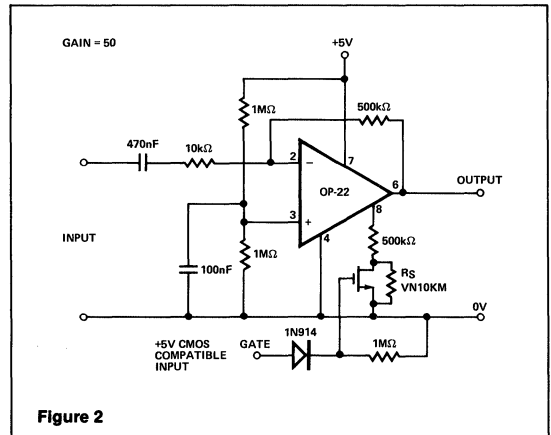 GAIN = 50
+5V
1MΩ
500kΩ
470nF
10kΩ
2
−
7
OP-22
6
OUTPUT
3
+
4
8
INPUT
1MΩ
500kΩ
100nF
RS
VN10KM
0V
+5V CMOS
COMPATIBLE
INPUT
GATE
1N914
1MΩ
Figure 2